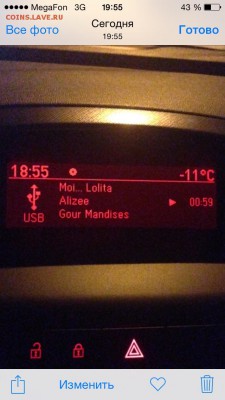 MegaFon 3G 19:55 43 %
COINS.LAVE.RU
Все фото Сегодня Готово
19:55
18:55 -11°C
Moi... Lolita
Alizee 00:59
USB Gour Mandises
Изменить